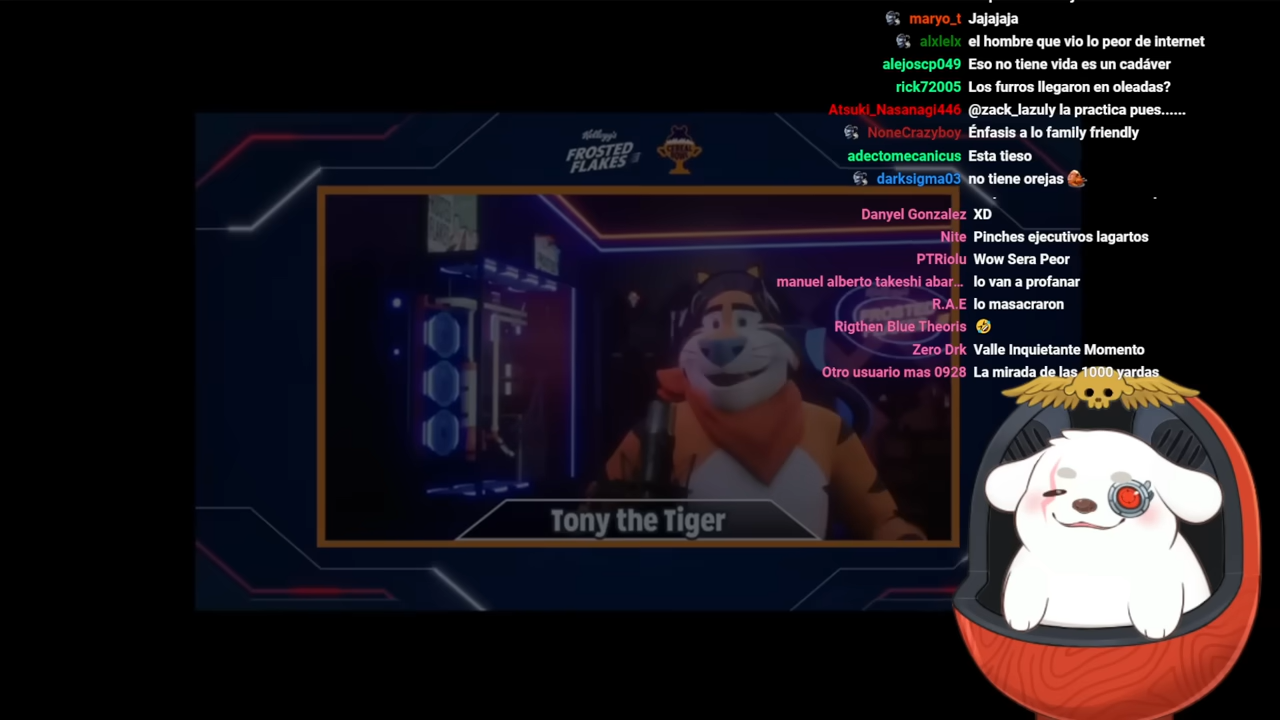 maryo_t Jajajaja
alxlelx el hombre que vio lo peor de internet
alejoscp049 Eso no tiene vida es un cadáver
rick72005 Los furros llegaron en oleadas?
Atsuki_Nasanagi446 @zack_lazuly la practica pues......
NoneCrazyboy Énfasis a lo family friendly
adectomecanicus Esta tieso
darksigma03 no tiene orejas
Danyel Gonzalez XD
Nite Pinches ejecutivos lagartos
PTRiolu Wow Sera Peor
manuel alberto takeshi abar... lo van a profanar
R.A.E lo masacraron
Rigthen Blue Theoris 🤣
Zero Drk Valle Inquietante Momento
Otro usuario mas 0928 La mirada de las 1000 yardas
Kellogg's
FROSTED
FLAKES
Tony the Tiger